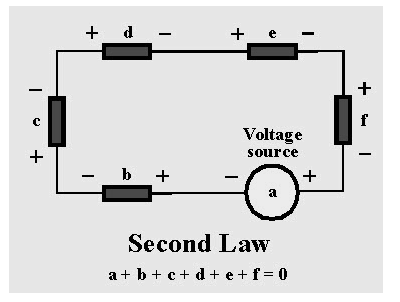 + d - + e -
- +
c f
+ -
Voltage
source
- b + - a +
Second Law
a + b + c + d + e + f = 0